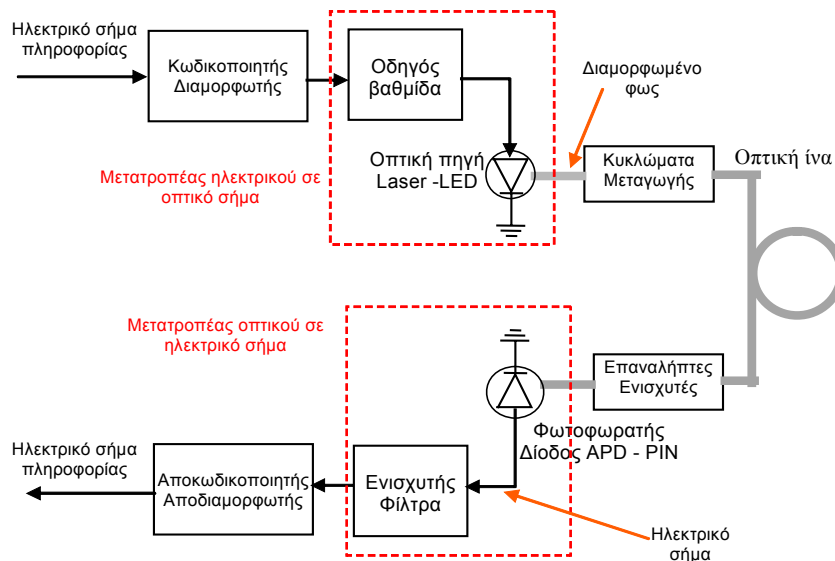 Ηλεκτρικό σήμα
πληροφορίας
Κωδικοποιητής
Διαμορφωτής
Οδηγός
βαθμίδα
Διαμορφωμένο
φως
Οπτική πηγή
Laser -LED
Κυκλώματα
Μεταγωγής
Οπτική ίνα
Μετατροπέας ηλεκτρικού σε
οπτικό σήμα
Μετατροπέας οπτικού σε
ηλεκτρικό σήμα
Επαναλήπτες
Ενισχυτές
Φωτοφωρατής
Δίοδος APD - PIN
Ηλεκτρικό σήμα
πληροφορίας
Αποκωδικοποιητής
Αποδιαμορφωτής
Ενισχυτής
Φίλτρα
Ηλεκτρικό
σήμα